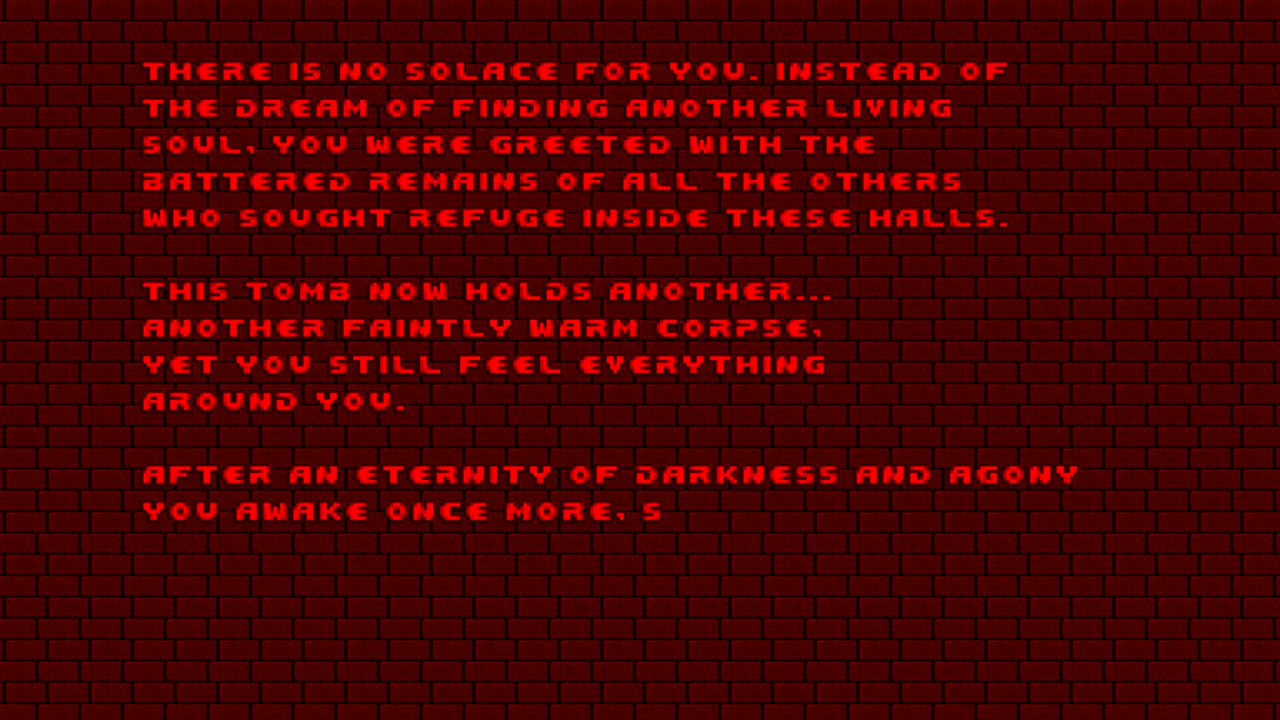 THERE IS NO SOLACE FOR YOU. INSTEAD OF
THE DREAM OF FINDING ANOTHER LIVING
SOUL, YOU WERE GREETED WITH THE
BATTERED REMAINS OF ALL THE OTHERS
WHO SOUGHT REFUGE INSIDE THESE HALLS.
THIS TOMB NOW HOLDS ANOTHER...
ANOTHER FAINTLY WARM CORPSE,
YET YOU STILL FEEL EVERYTHING
AROUND YOU.
AFTER AN ETERNITY OF DARKNESS AND AGONY
YOU AWAKE ONCE MORE, S